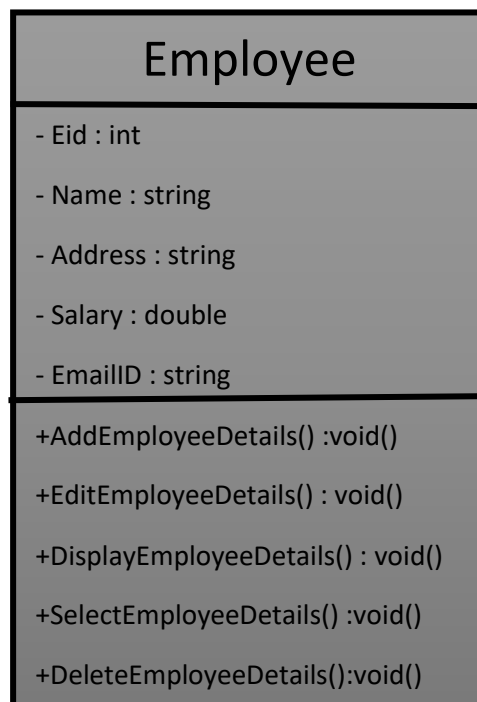 Employee
- Eid : int
- Name : string
- Address : string
- Salary : double
- EmailID : string
+AddEmployeeDetails() :void()
+EditEmployeeDetails() : void()
+DisplayEmployeeDetails() : void()
+SelectEmployeeDetails() :void()
+DeleteEmployeeDetails():void()